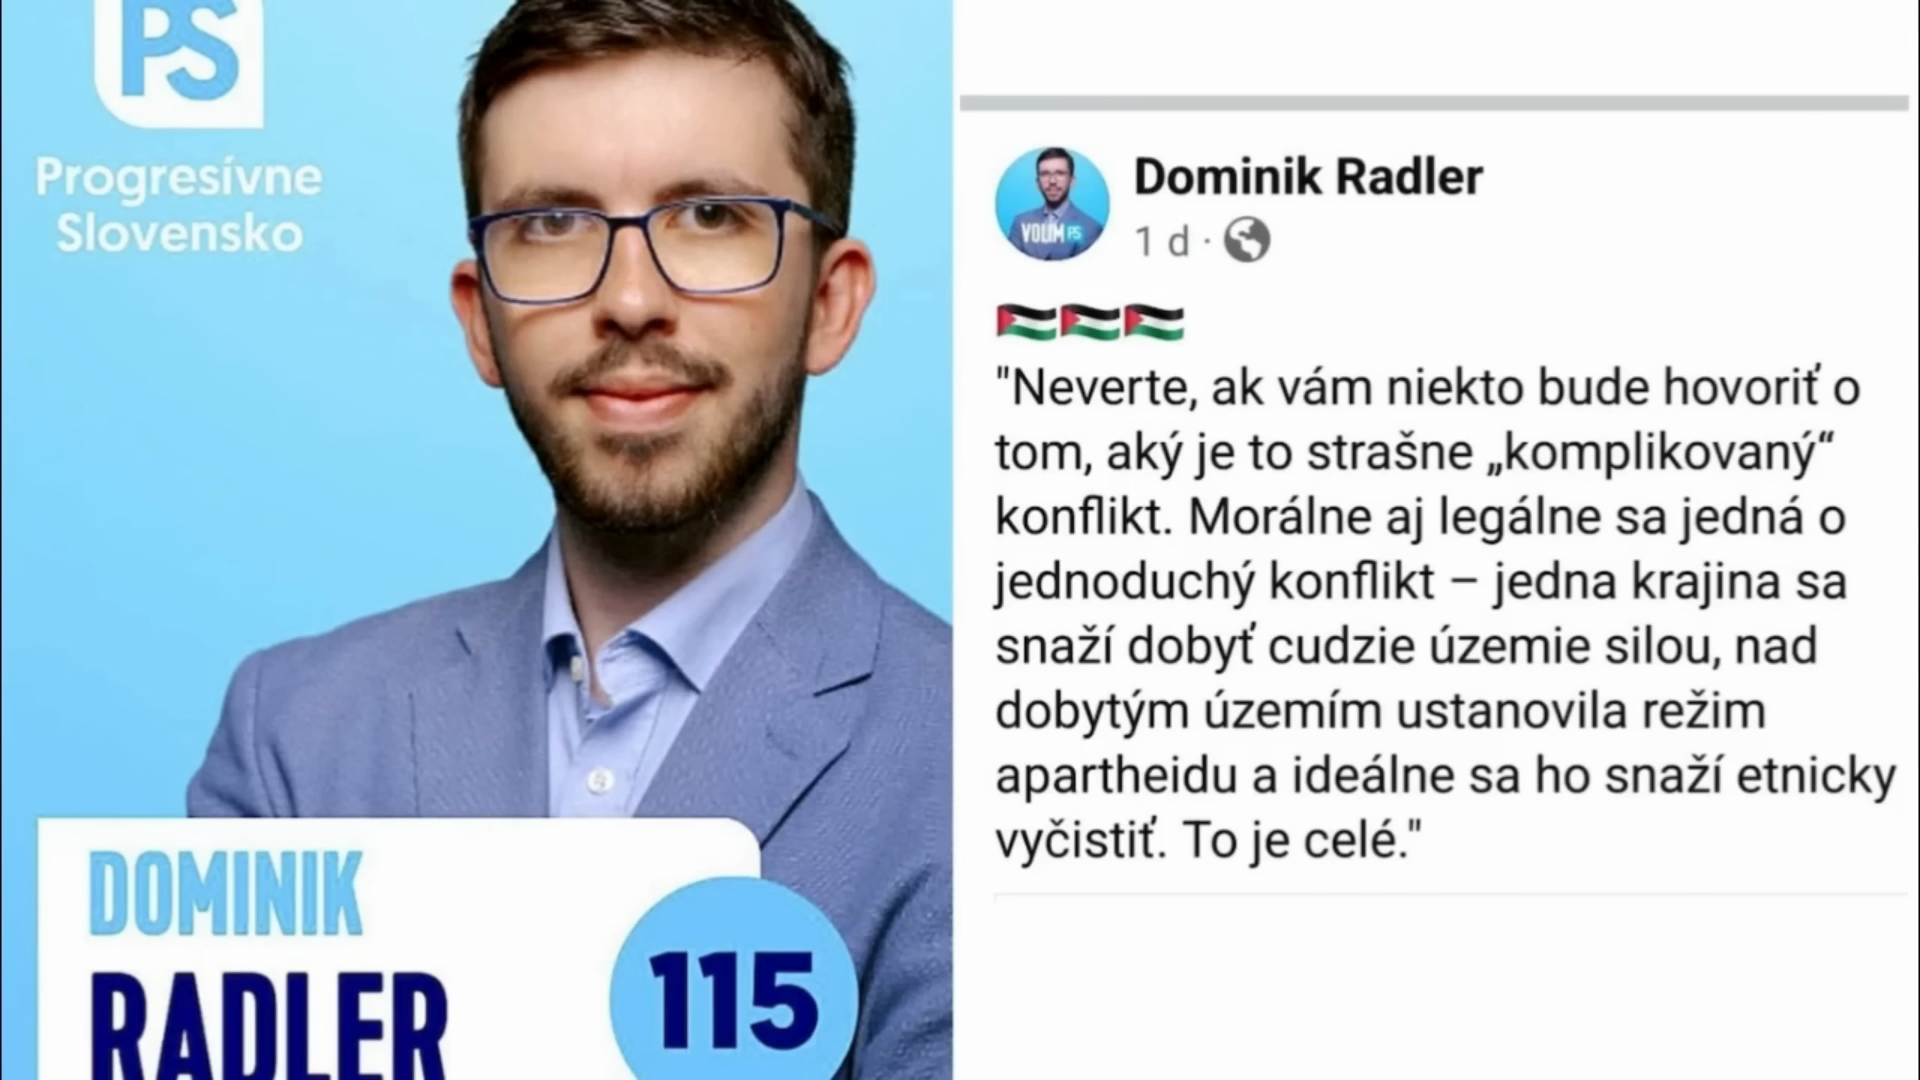 PS
Progresívne
Slovensko
DOMINIK
RADLER
115
Dominik Radler
1 d ·
VOLÍM PS
"Neverte, ak vám niekto bude hovoriť o
tom, aký je to strašne „komplikovaný“
konflikt. Morálne aj legálne sa jedná o
jednoduchý konflikt – jedna krajina sa
snaží dobyť cudzie územie silou, nad
dobytým územím ustanovila režim
apartheidu a ideálne sa ho snaží etnicky
vyčistiť. To je celé."